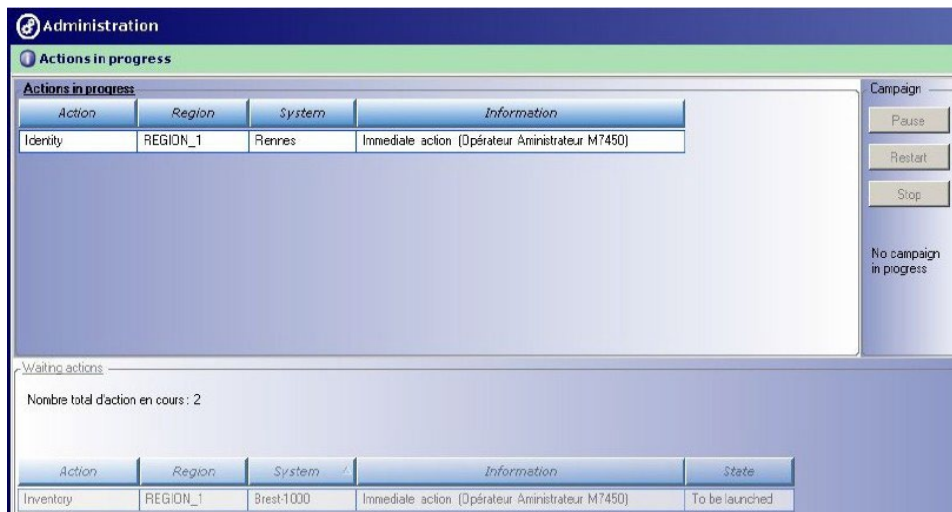 Administration
Actions in progress
Actions in progress
Action Region System Information
Identity REGION_1 Rennes Immediate action (Opérateur Aministrateur M7450)
Campaign
Pause
Restart
Stop
No campaign
in progress
Waiting actions
Nombre total d'action en cours : 2
Action Region System Information State
Inventory REGION_1 Brest-1000 Immediate action (Opérateur Aministrateur M7450) To be launched